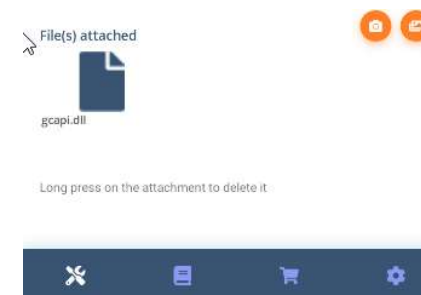 File(s) attached
gcapi.dll
Long press on the attachment to delete it